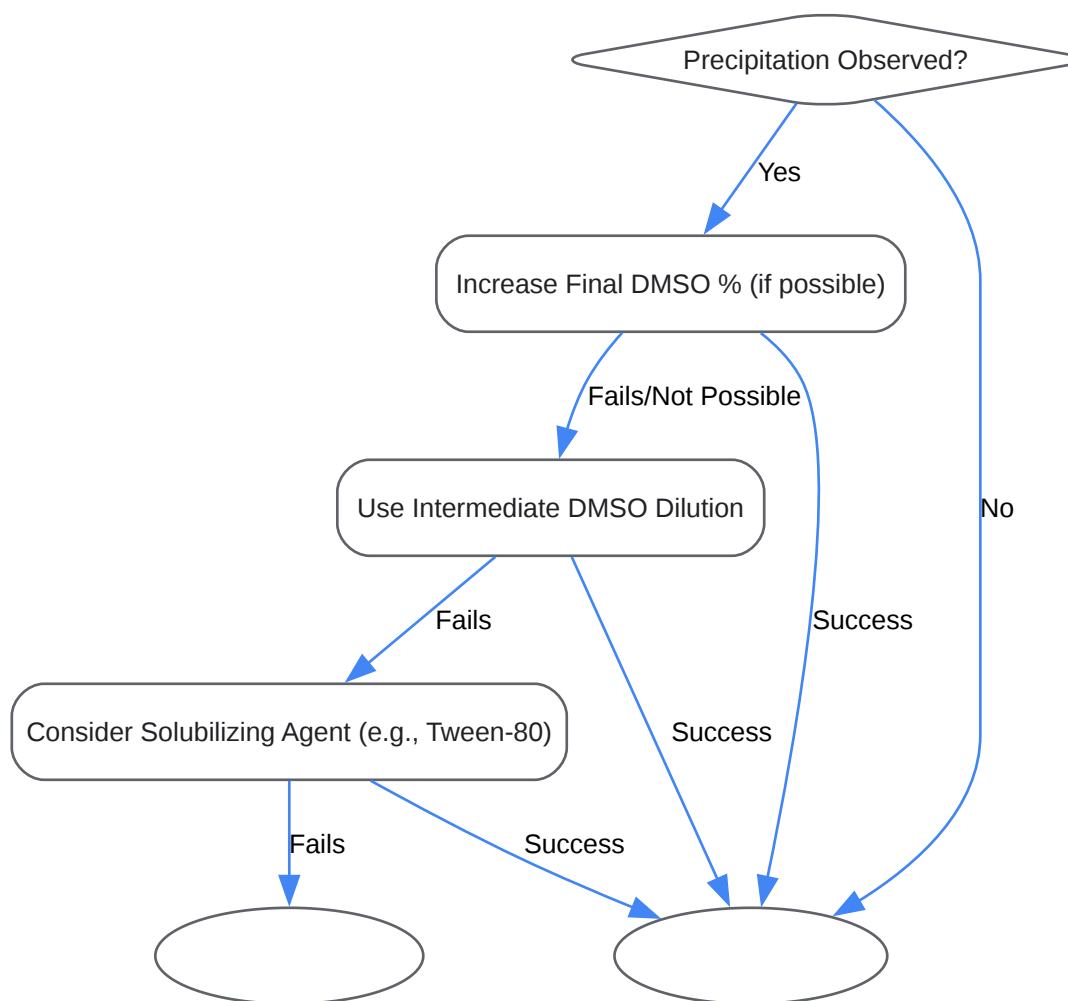 Precipitation Observed?
Yes
Increase Final DMSO % (if possible)
Fails/Not Possible
Use Intermediate DMSO Dilution
No
Fails
Success
Consider Solubilizing Agent (e.g., Tween-80)
Success
Fails
Success